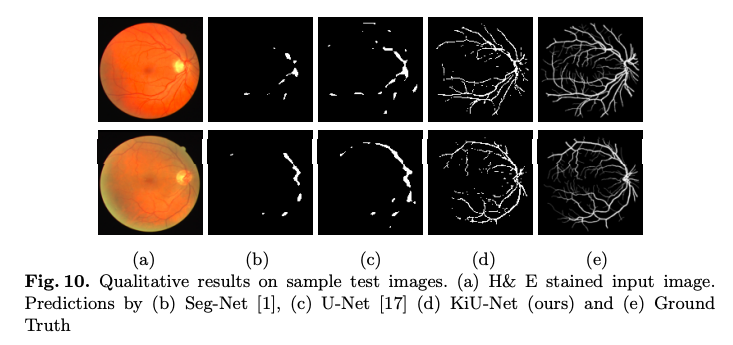 (a) (b) (c) (d) (e)
Fig. 10. Qualitative results on sample test images. (a) H& E stained input image.
Predictions by (b) Seg-Net [1], (c) U-Net [17] (d) KiU-Net (ours) and (e) Ground
Truth